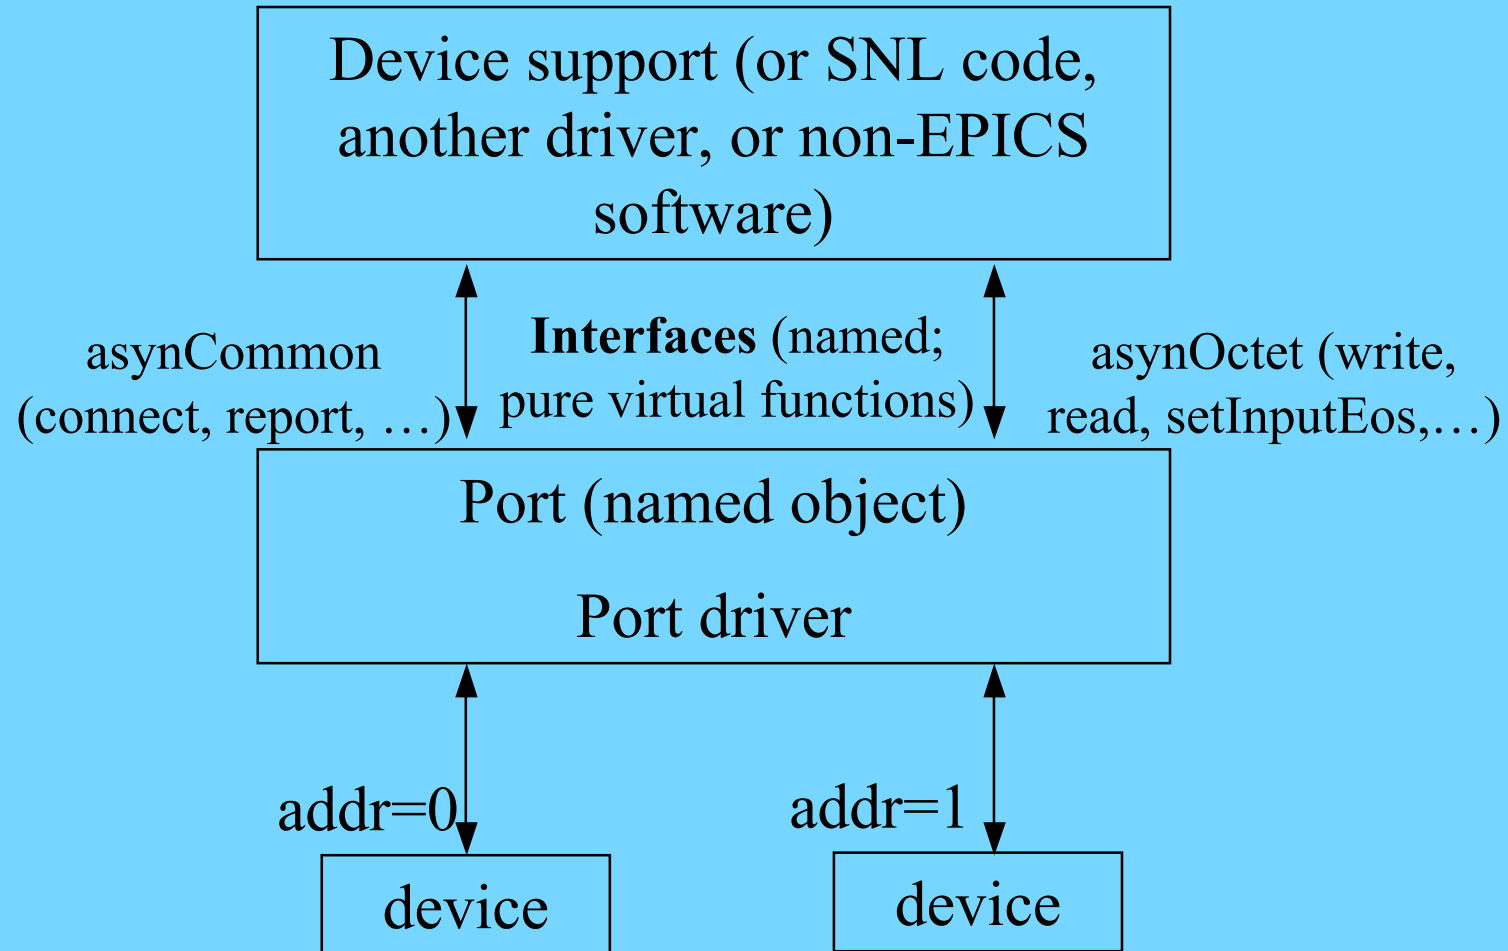 Device support (or SNL code,
another driver, or non-EPICS
software)
asynCommon
(connect, report, …)
Interfaces (named;
pure virtual functions)
asynOctet (write,
read, setInputEos,…)
Port (named object)
Port driver
addr=0
addr=1
device
device